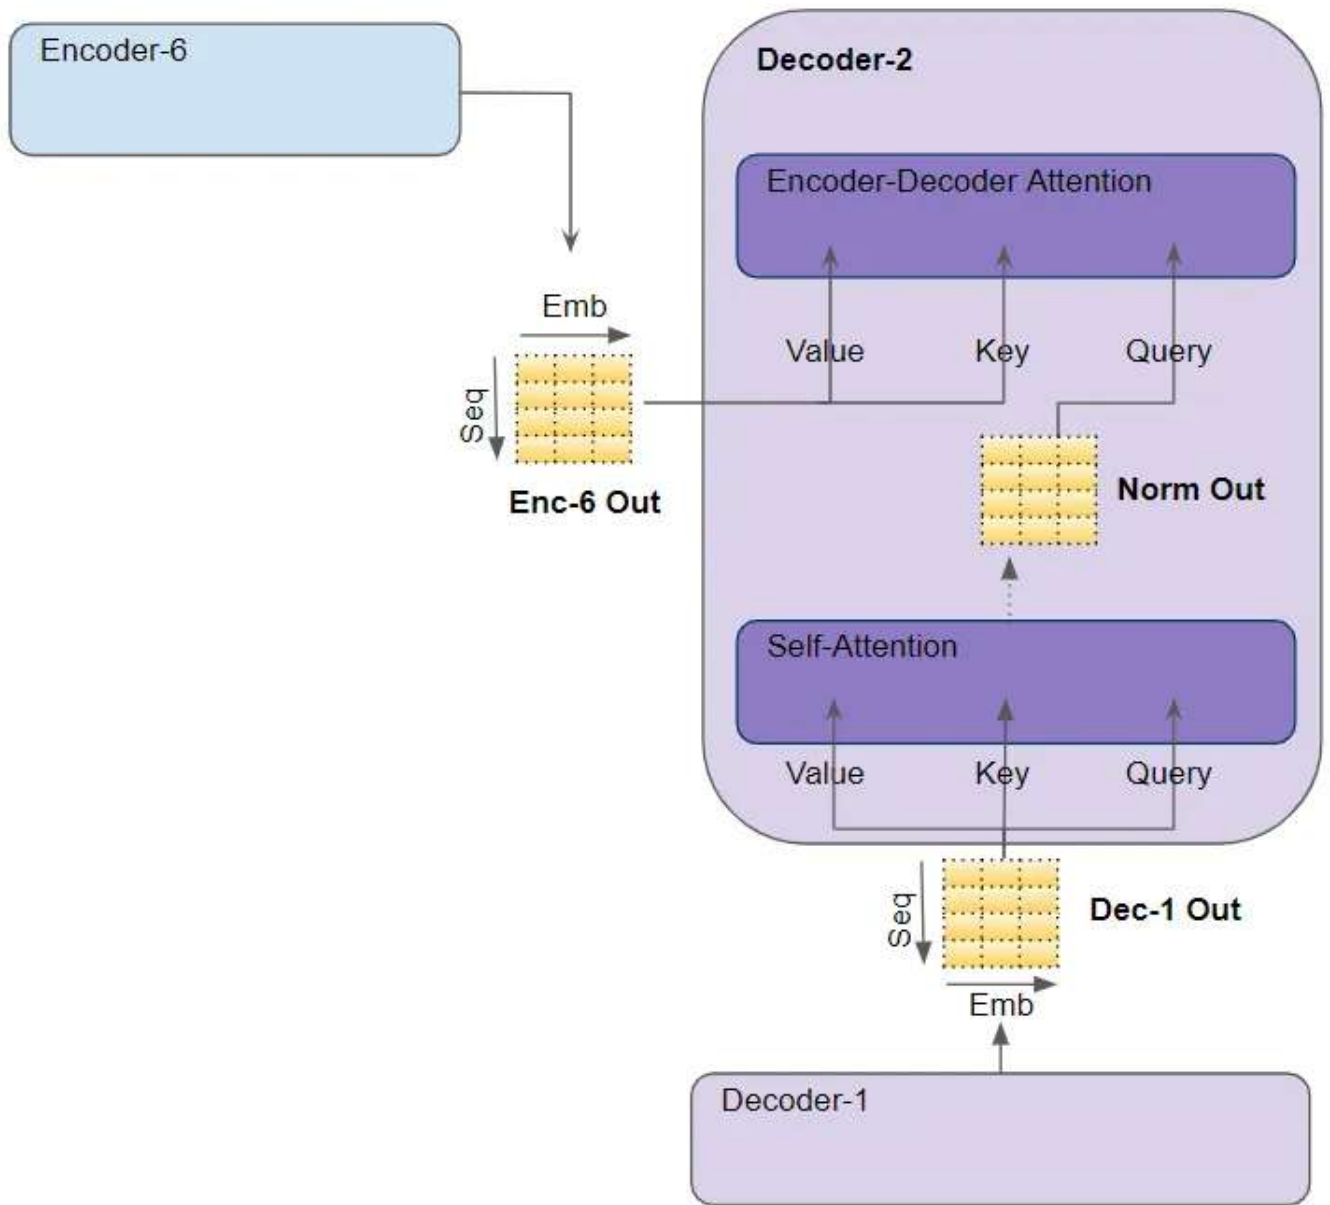 Encoder-6
Decoder-2
Encoder-Decoder Attention
Emb
Value Key Query
Seq
Enc-6 Out
Norm Out
Self-Attention
Value Key Query
Seq
Dec-1 Out
Emb
Decoder-1